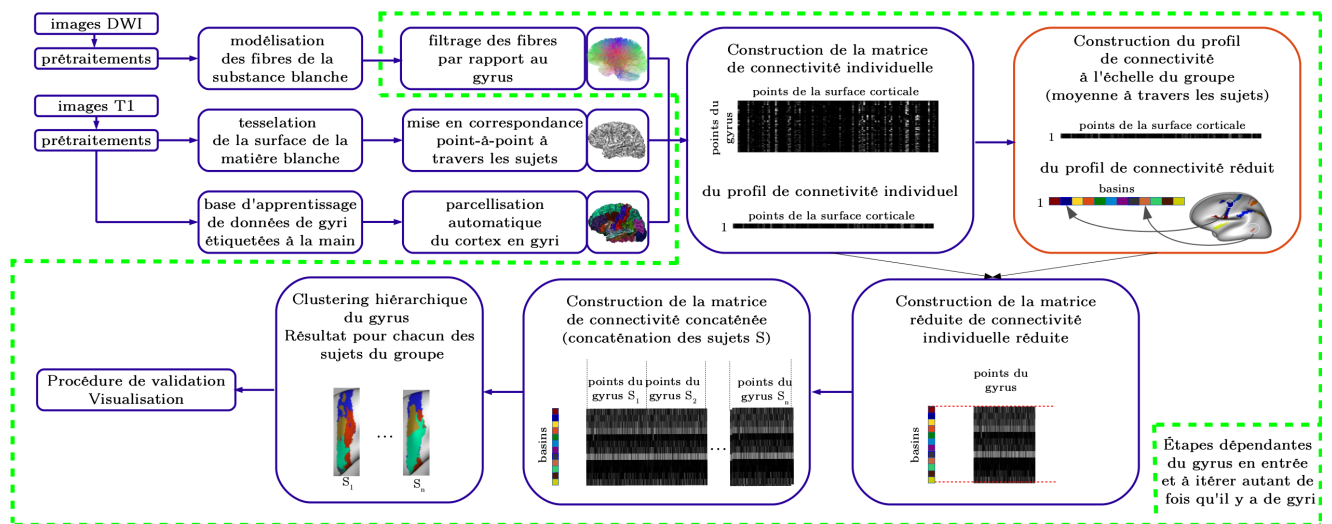 images DWI
prétraitements
modélisation
des fibres de la
substance blanche
filtrage des fibres
par rapport au
gyrus
images T1
prétraitements
tesselation
de la surface de la
matière blanche
mise en correspondance
point-à-point à
travers les sujets
base d'apprentissage
de données de gyri
étiquetées à la main
parcellisation
automatique
du cortex en gyri
Construction de la matrice
de connectivité individuelle
points de la surface corticale
points du
gyrus
du profil de connetivité individuel
points de la surface corticale
1
Construction du profil
de connectivité
à l'échelle du groupe
(moyenne à travers les sujets)
points de la surface corticale
1
du profil de connectivité réduit
basins
1
Clustering hiérarchique
du gyrus
Résultat pour chacun des
sujets du groupe
...
S1
Sn
Construction de la matrice
de connectivité concaténée
(concaténation des sujets S)
points du
gyrus S1
points du
gyrus S2
points du
gyrus Sn
basins
...
Construction de la matrice
réduite de connectivité
individuelle réduite
points du
gyrus
basins
Procédure de validation
Visualisation
Étapes dépendantes
du gyrus en entrée
et à itérer autant de
fois qu'il y a de gyri